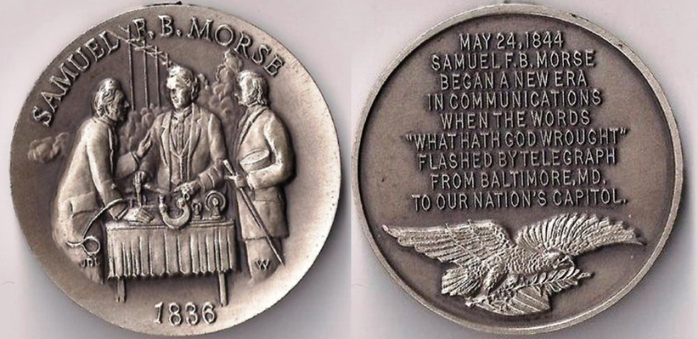 SAMUEL F. B. MORSE
1836
MAY 24, 1844
SAMUEL F. B. MORSE
BEGAN A NEW ERA
IN COMMUNICATIONS
WHEN THE WORDS
"WHAT HATH GOD WROUGHT"
FLASHED BY TELEGRAPH
FROM BALTIMORE, MD.
TO OUR NATION'S CAPITOL.